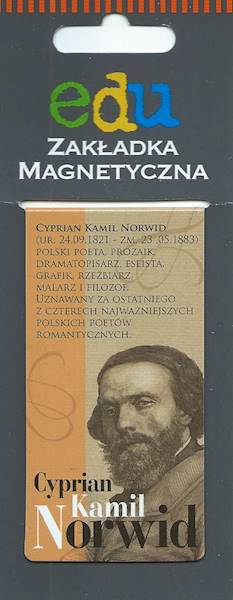 edu
ZAKŁADKA
MAGNETYCZNA
CYPRIAN KAMIL NORWID
(UR. 24.09.1821 - ZM. 23 .05.1883)
POLSKI POETA, PROZAIK,
DRAMATOPISARZ, ESEISTA,
GRAFIK, RZEŹBIARZ,
MALARZ I FILOZOF.
UZNAWANY ZA OSTATNIEGO
Z CZTERECH NAJWAŻNIEJSZYCH
POLSKICH POETÓW
ROMANTYCZNYCH.
Cyprian
Kamil
Norwid